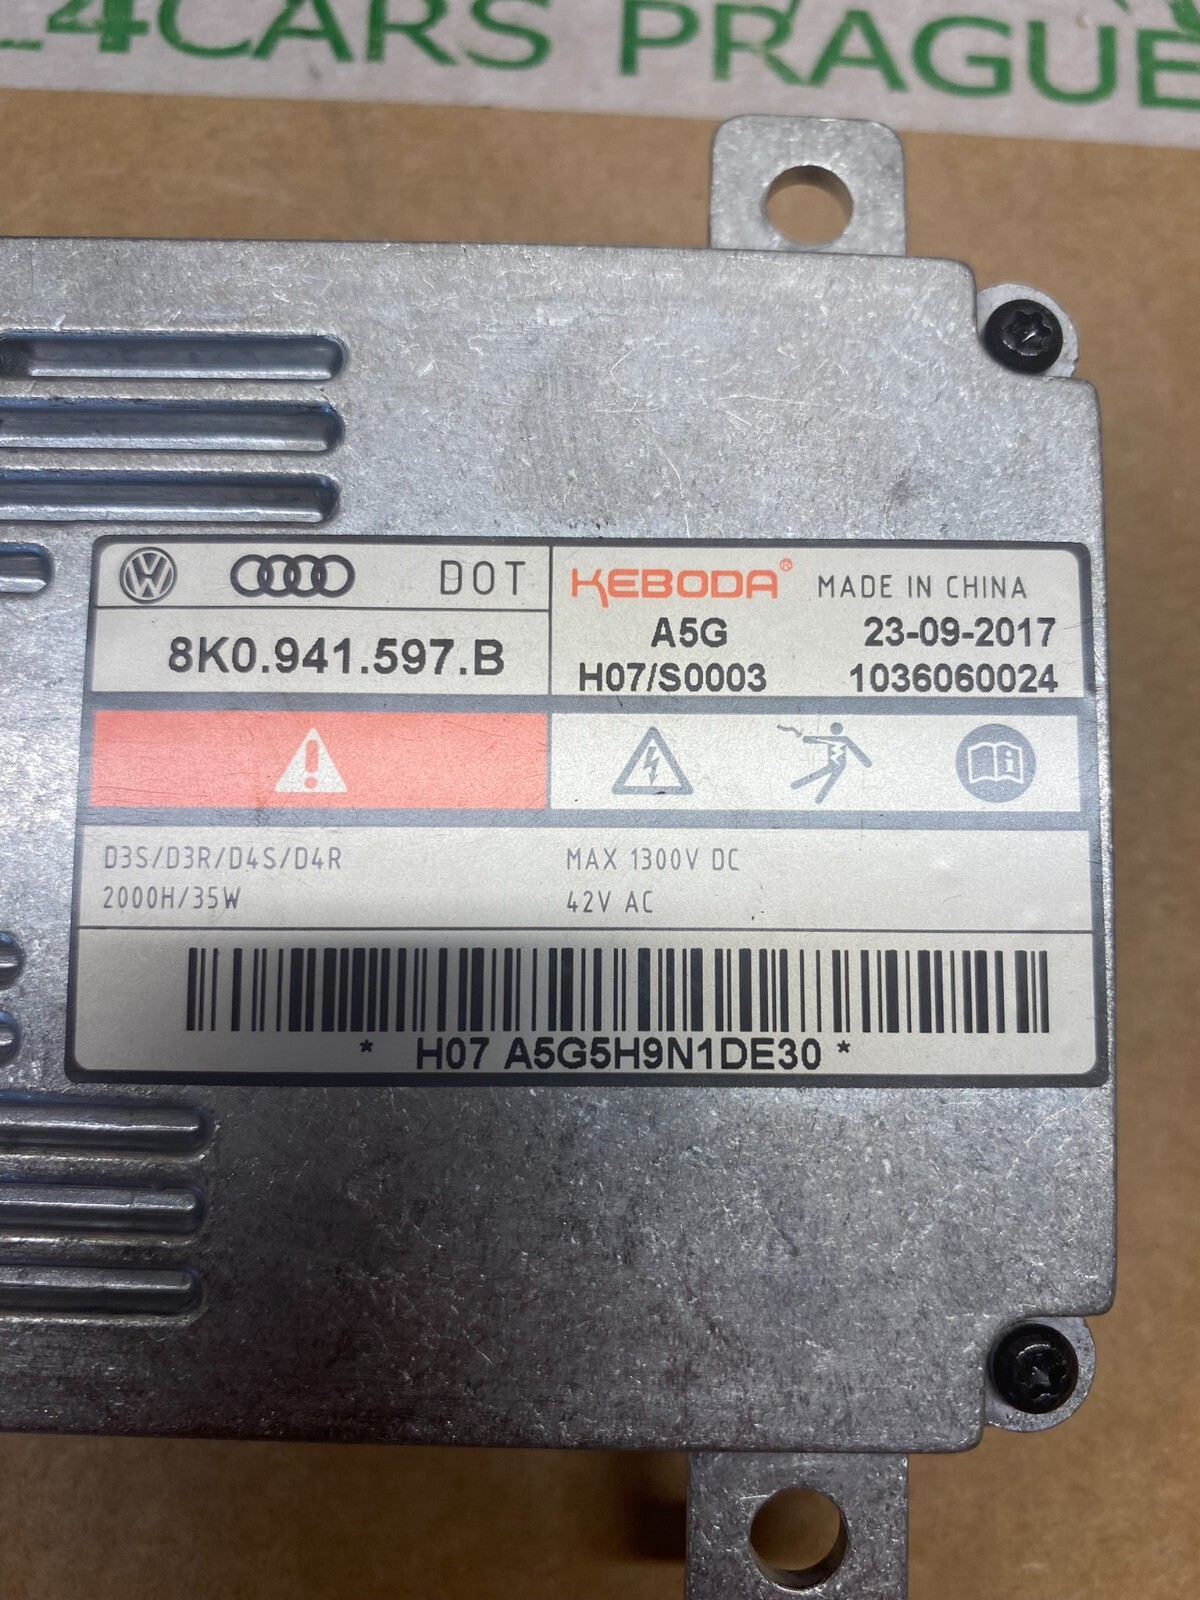 4CARS PRAGUE
DOT
8K0.941.597.B
KEBODA® MADE IN CHINA
A5G 23-09-2017
H07/S0003 1036060024
D3S/D3R/D4S/D4R MAX 1300V DC
2000H/35W 42V AC
* H07 A5G5H9N1DE30 *